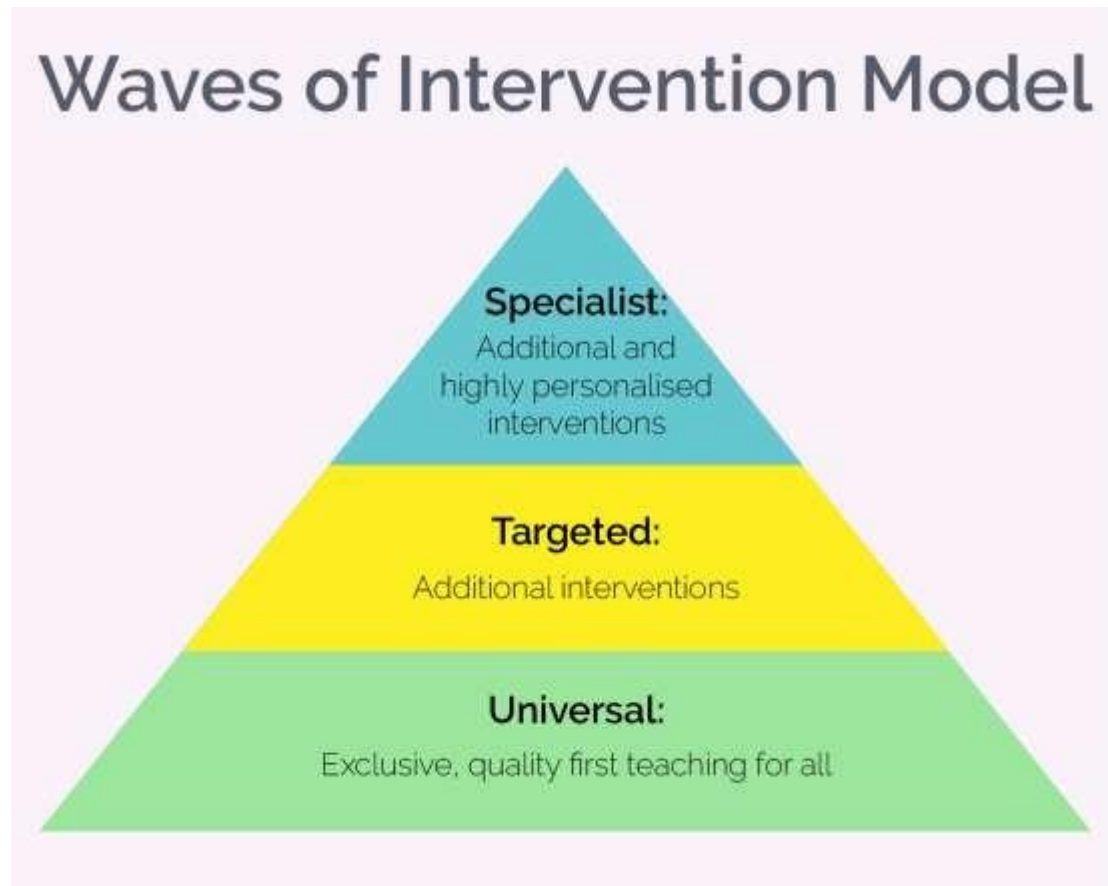 Waves of Intervention Model
Specialist:
Additional and
highly personalised
interventions
Targeted:
Additional interventions
Universal:
Exclusive, quality first teaching for all